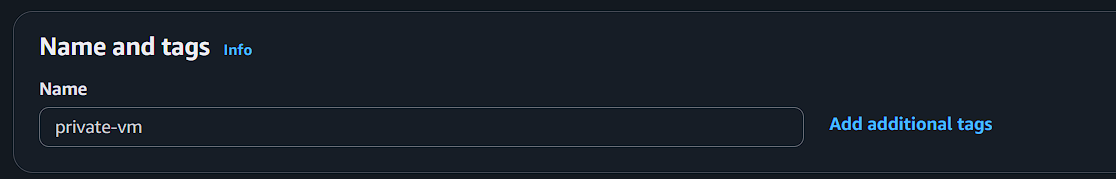 Name and tags Info
Name
private-vm
Add additional tags